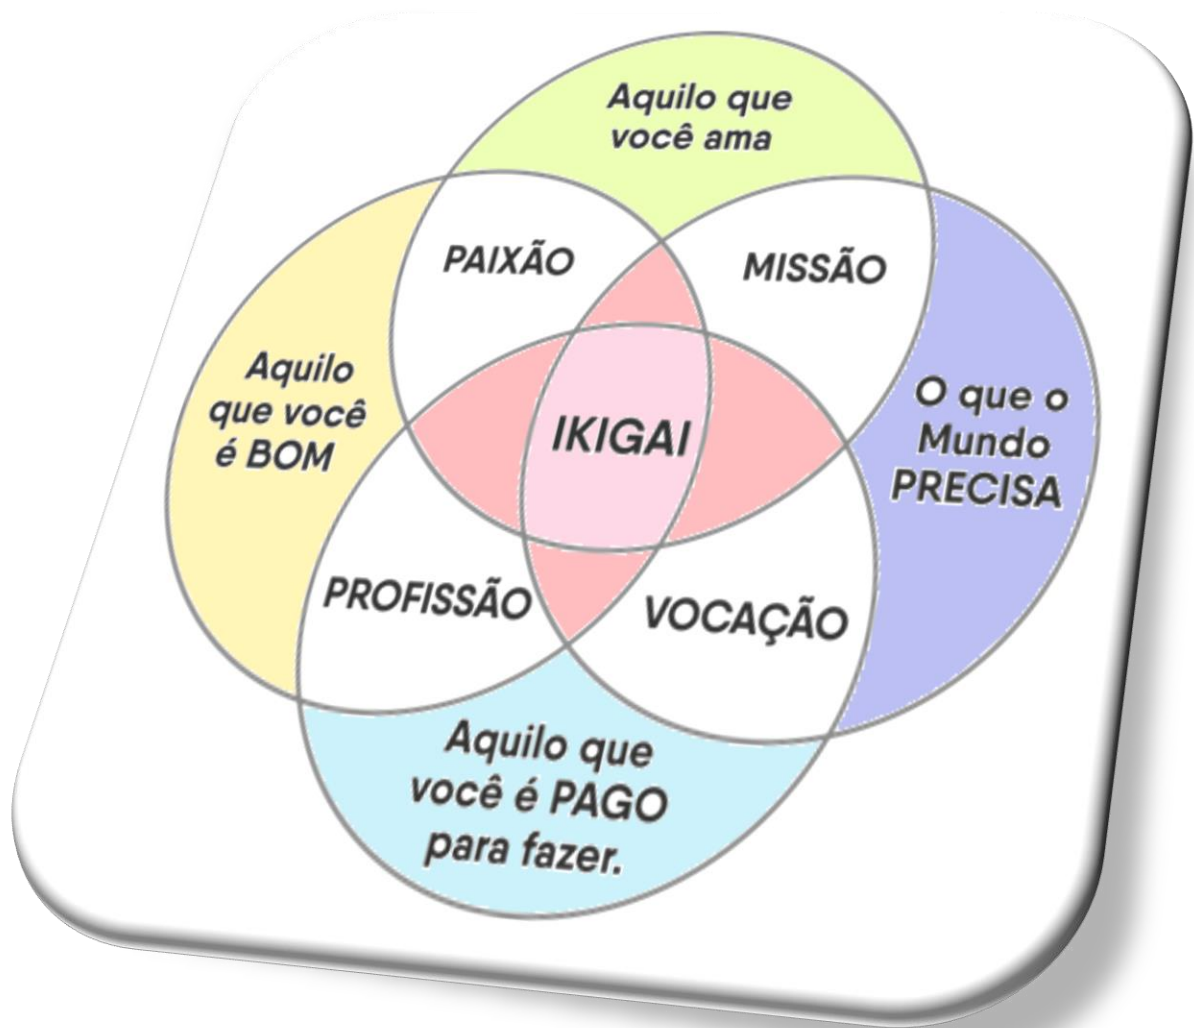 Aquilo que
você ama
PAIXÃO
MISSÃO
Aquilo
que você
é BOM
O que o
Mundo
PRECISA
IKIGAI
PROFISSÃO
VOCAÇÃO
Aquilo que
você é PAGO
para fazer.